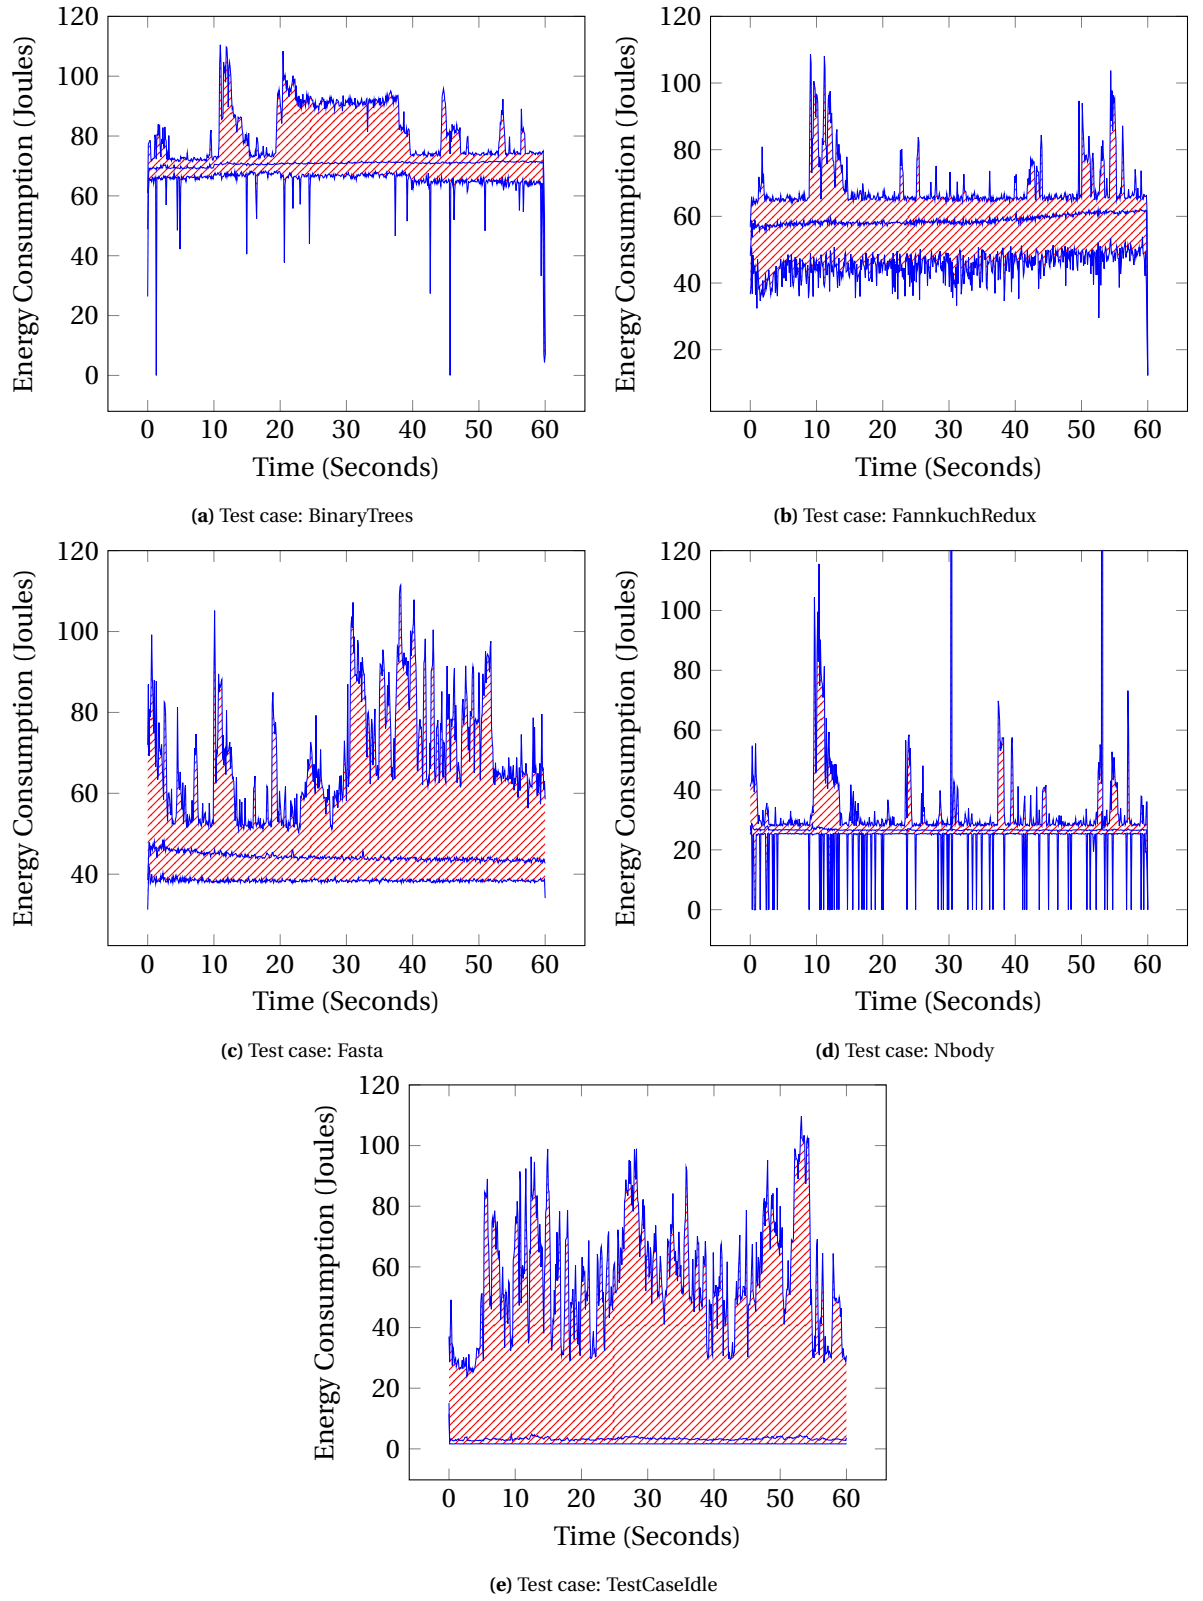 120
100
80
60
40
20
0
0 10 20 30 40 50 60
Energy Consumption (Joules)
Time (Seconds)
(a) Test case: BinaryTrees
120
100
80
60
40
20
0 10 20 30 40 50 60
Energy Consumption (Joules)
Time (Seconds)
(b) Test case: FannkuchRedux
120
100
80
60
40
0 10 20 30 40 50 60
Energy Consumption (Joules)
Time (Seconds)
(c) Test case: Fasta
120
100
80
60
40
20
0
0 10 20 30 40 50 60
Energy Consumption (Joules)
Time (Seconds)
(d) Test case: Nbody
120
100
80
60
40
20
0
0 10 20 30 40 50 60
Energy Consumption (Joules)
Time (Seconds)
(e) Test case: TestCaseIdle